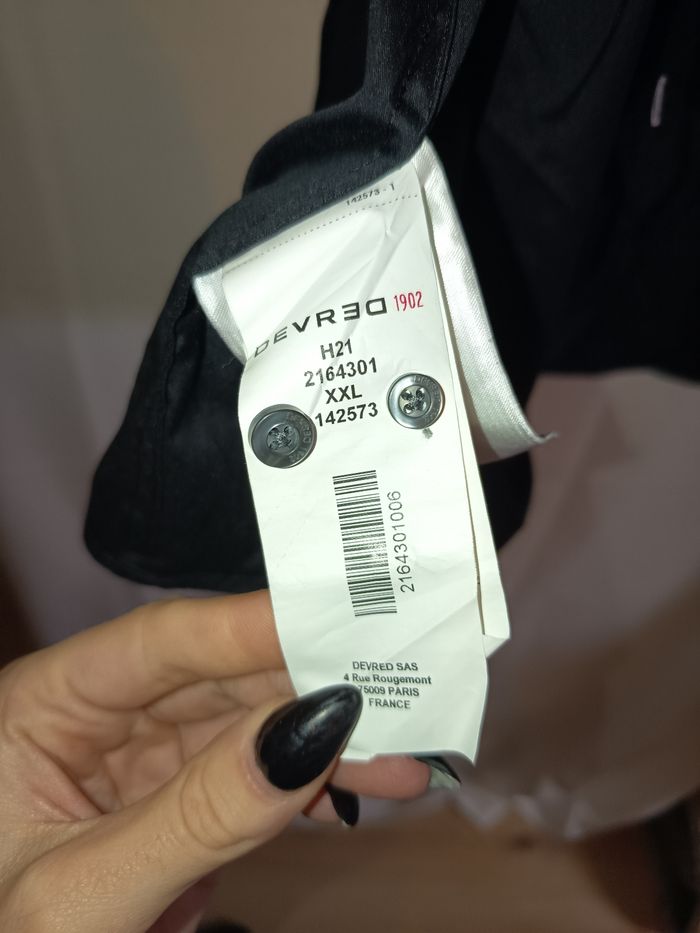 142573 - 1
DEVRED 1902
H21
2164301
XXL
142573
2164301006
DEVRED SAS
4 Rue Rougemont
75009 PARIS
FRANCE